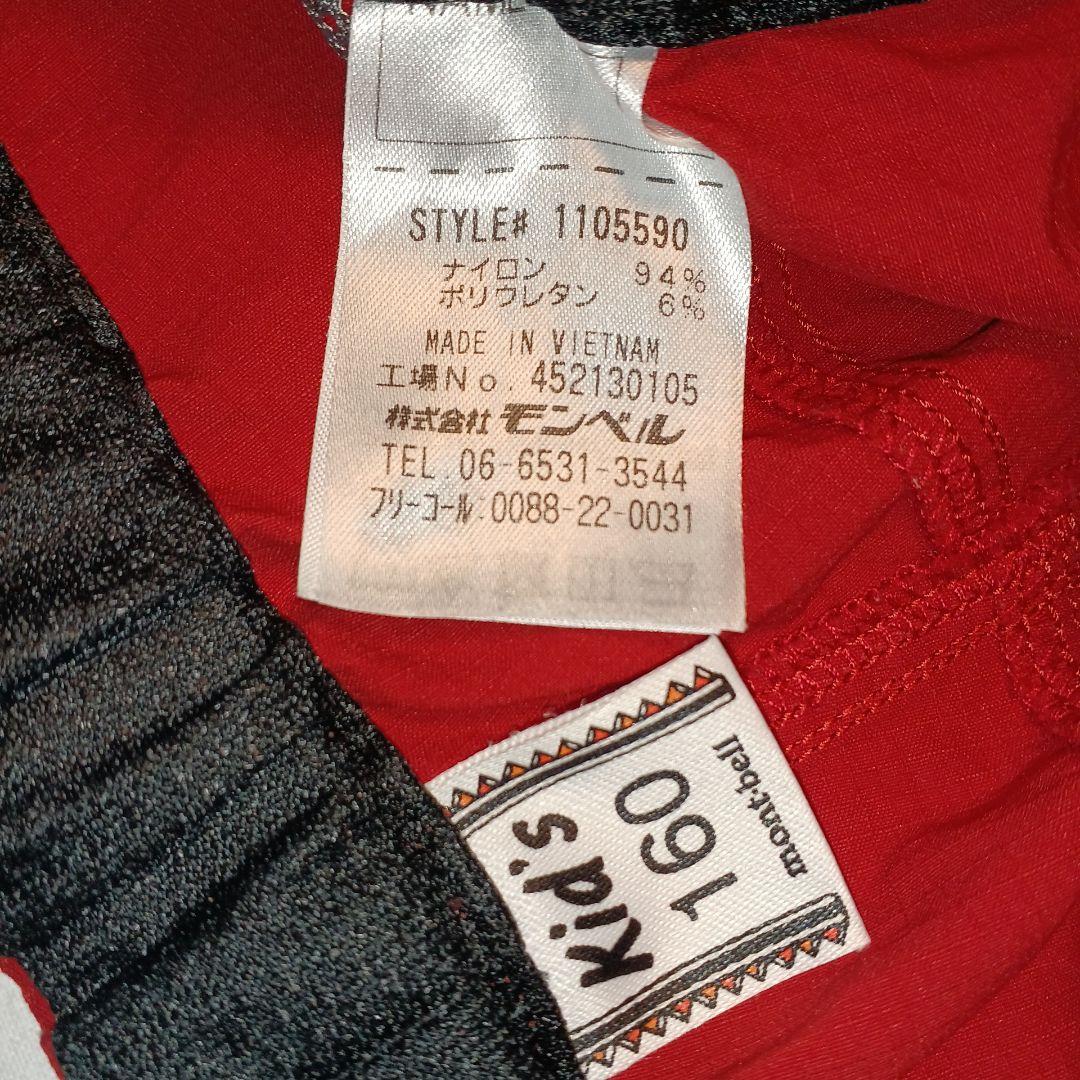 STYLE# 1105590
ナイロン 94%
ポリウレタン 6%
MADE IN VIETNAM
工場No. 452130105
株式会社 モンベル
TEL. 06-6531-3544
フリーコール:0088-22-0031
Kid's
160
mont-bell